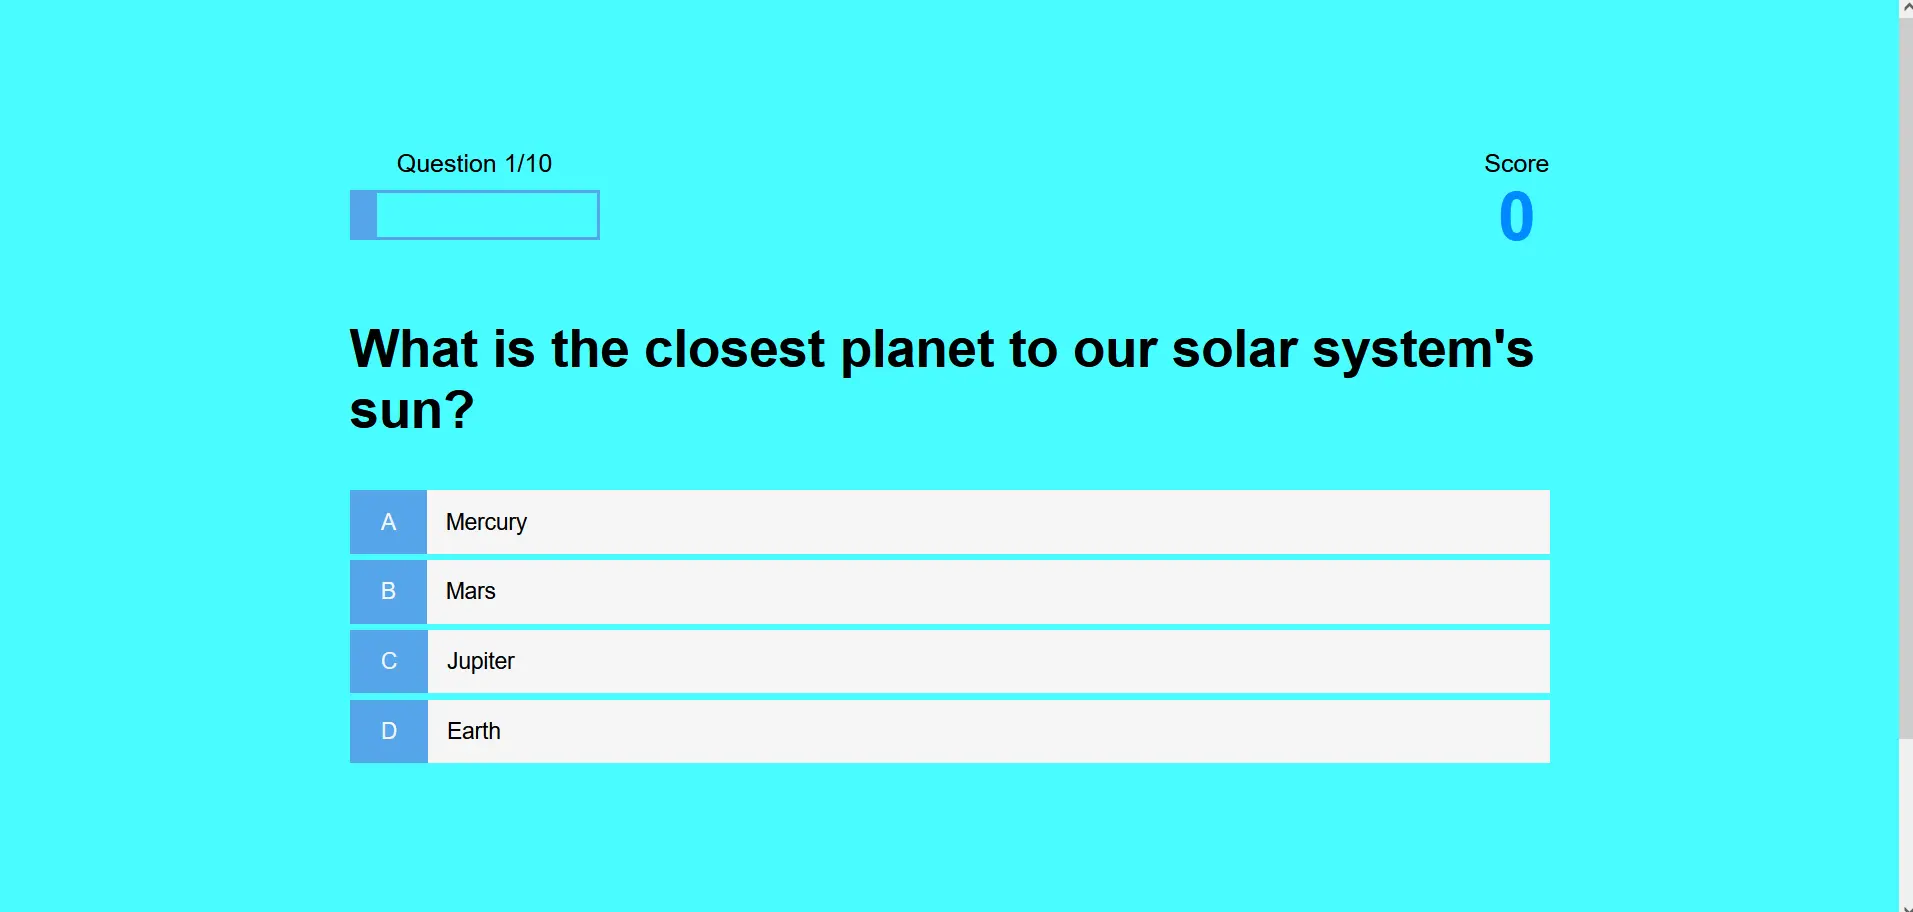 Question 1/10
Score
0
What is the closest planet to our solar system's
sun?
A Mercury
B Mars
C Jupiter
D Earth